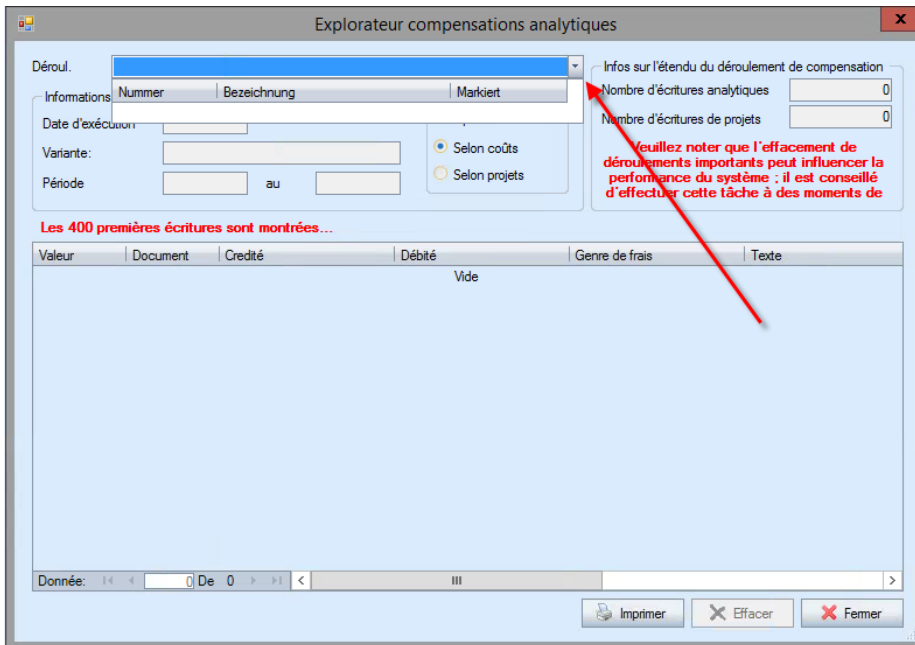 Explorateur compensations analytiques
x
Déroul.
Nummer Bezeichnung Markiert
Informations
Date d'exécution
Variante:
Période au
Selon coûts
Selon projets
Infos sur l'étendu du déroulement de compensation
Nombre d'écritures analytiques 0
Nombre d'écritures de projets 0
Veuillez noter que l'effacement de
déroulements importants peut influencer la
performance du système ; il est conseillé
d'effectuer cette tâche à des moments de
Les 400 premières écritures sont montrées...
Valeur Document Credité Débité Genre de frais Texte
Vide
Donnée: 0 De 0
Imprimer Effacer Fermer